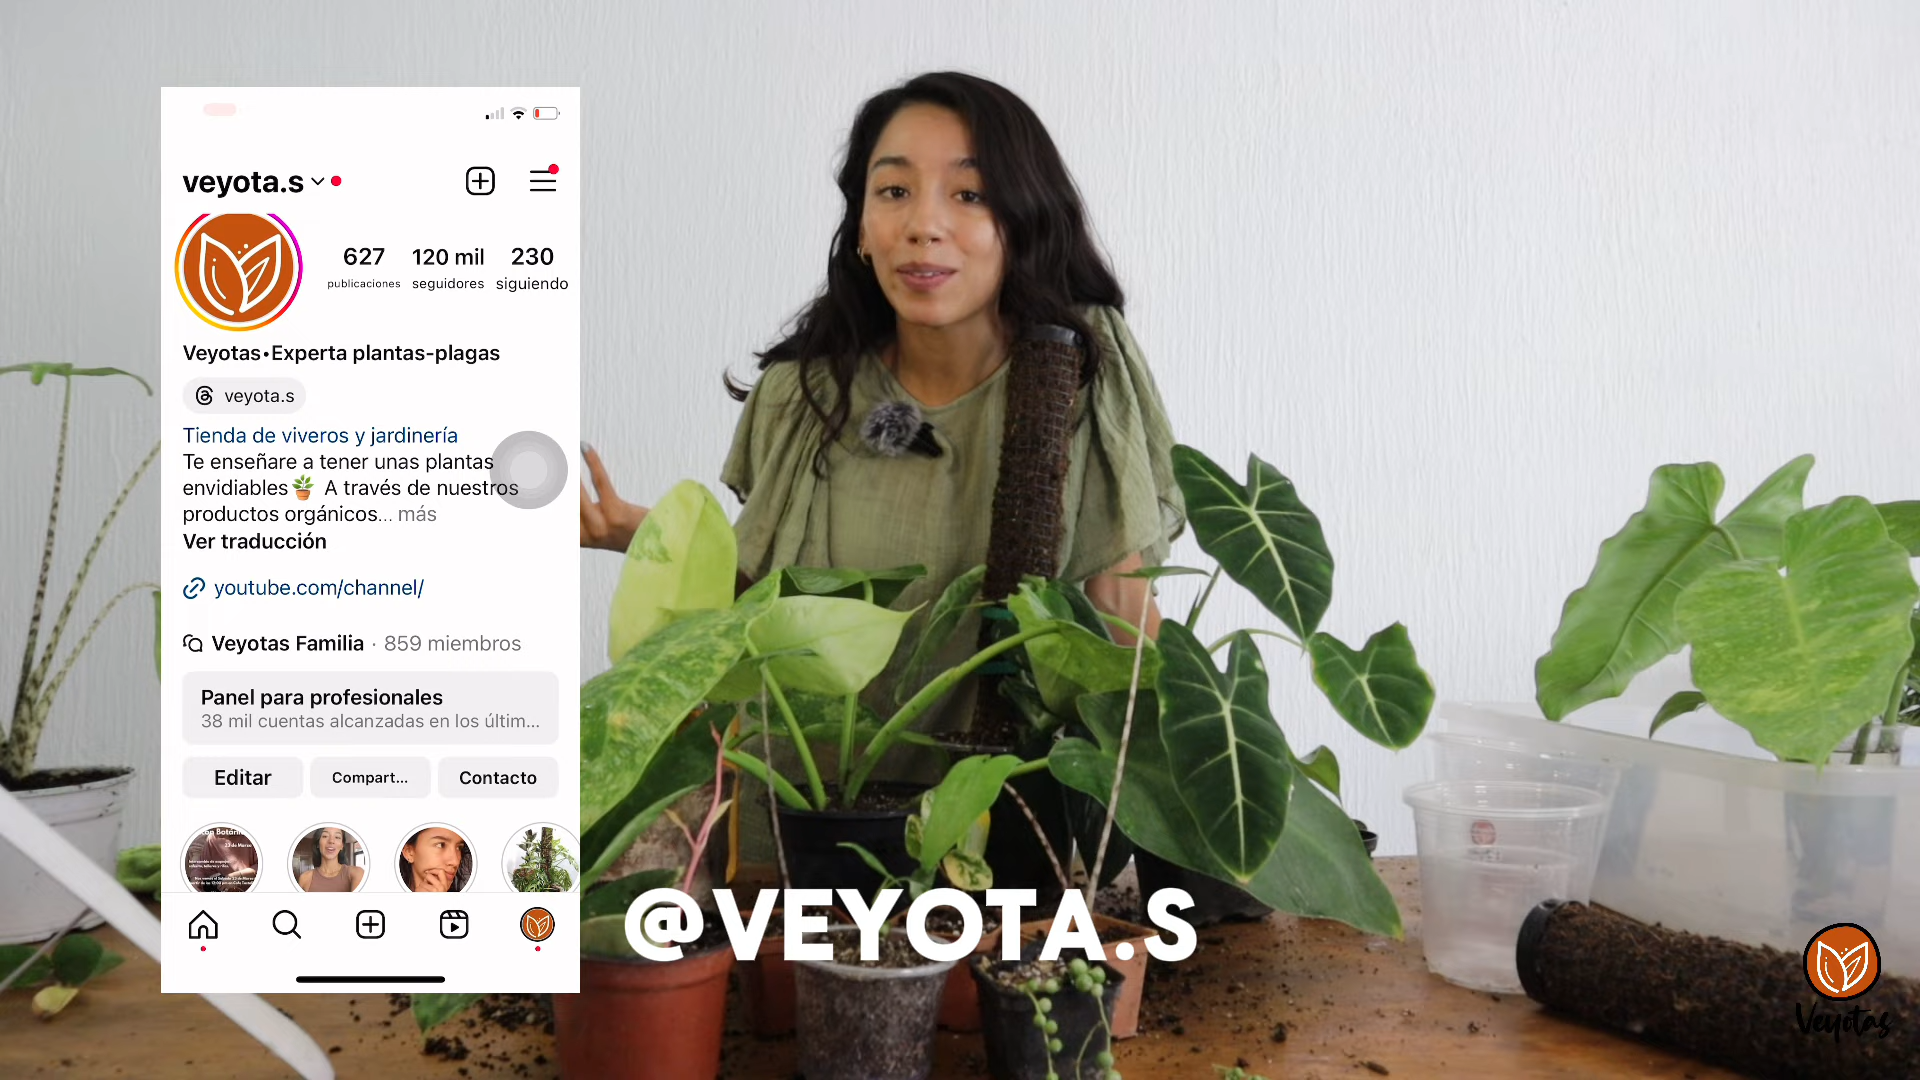 veyota.s
627
publicaciones
120 mil
seguidores
230
siguiendo
Veyotas•Experta plantas-plagas
veyota.s
Tienda de viveros y jardinería
Te enseñare a tener unas plantas
envidiables🪴 A través de nuestros
productos orgánicos... más
Ver traducción
youtube.com/channel/
Veyotas Familia · 859 miembros
Panel para profesionales
38 mil cuentas alcanzadas en los últim...
Editar
Compart...
Contacto
@VEYOTA.S
Veyotas